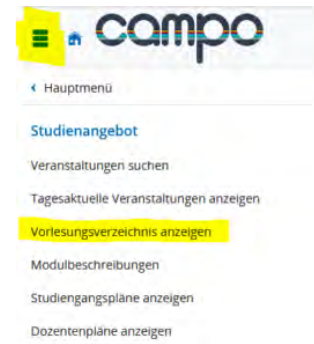 campo
Hauptmenü
Studienangebot
Veranstaltungen suchen
Tagesaktuelle Veranstaltungen anzeigen
Vorlesungsverzeichnis anzeigen
Modulbeschreibungen
Studiengangspläne anzeigen
Dozentenpläne anzeigen